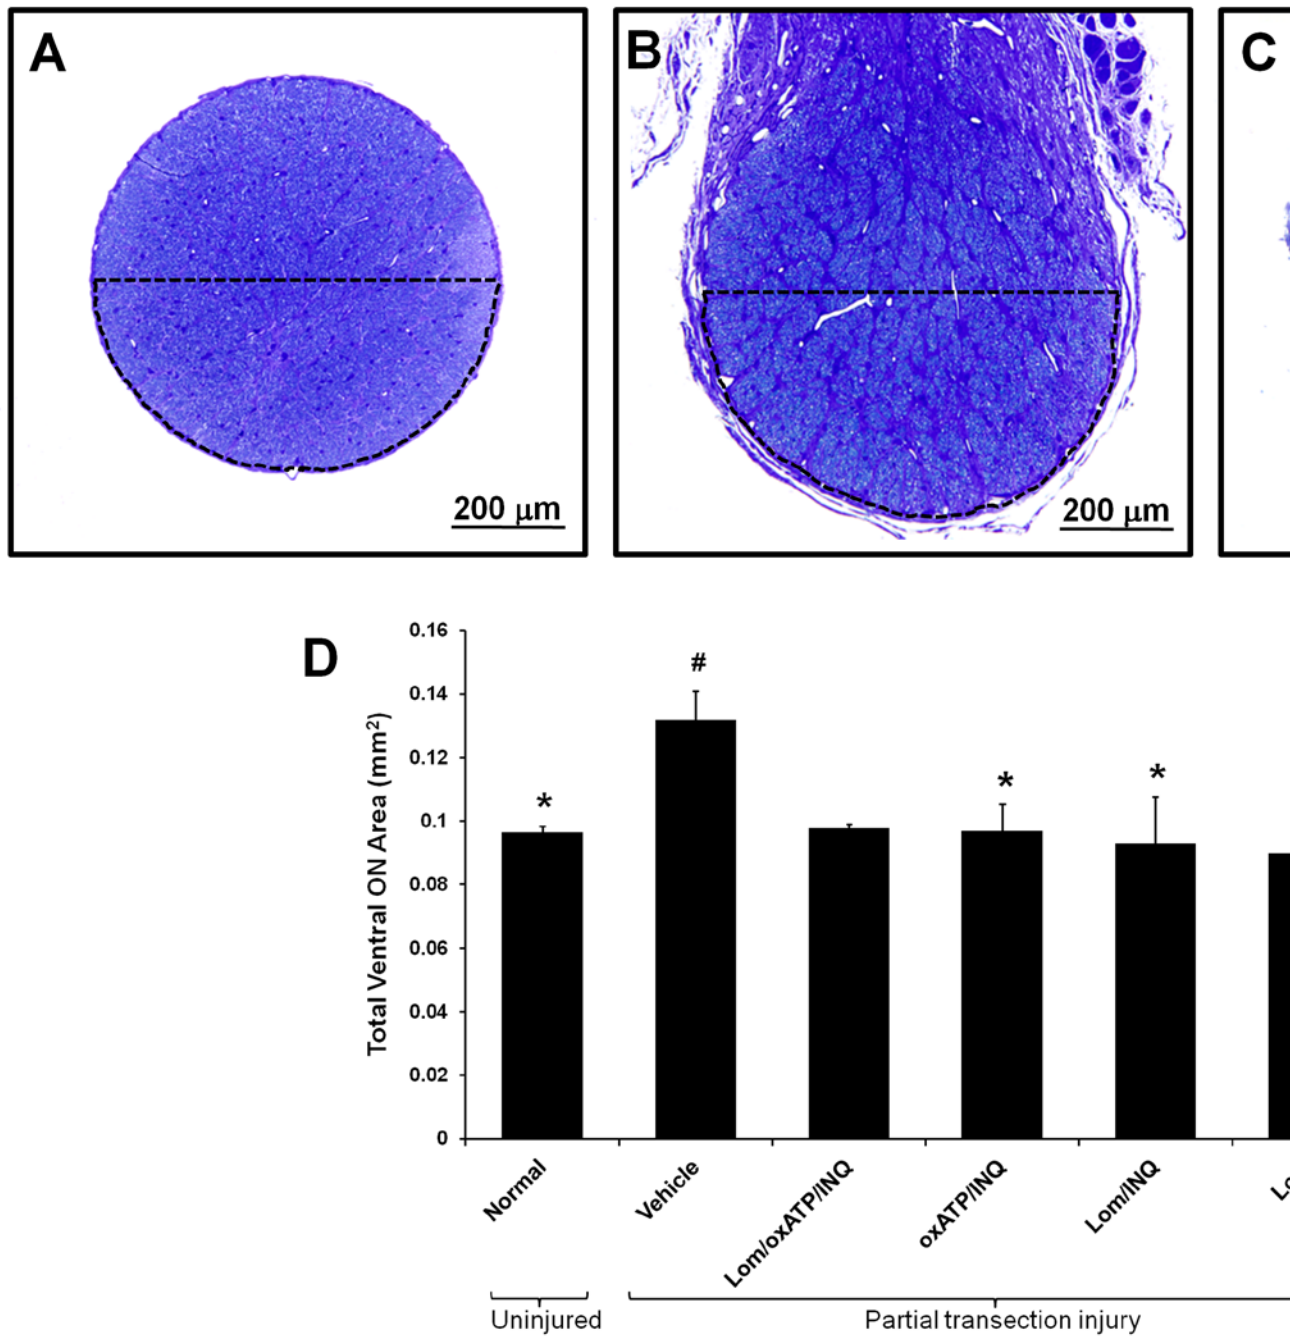 A
B
C
200 µm
200 µm
D
Total Ventral ON Area (mm²)
0.16
0.14
0.12
0.1
0.08
0.06
0.04
0.02
0
*
#
*
*
Normal
Vehicle
Lom/oxATP/INQ
oxATP/INQ
Lom/INQ
Lo
Uninjured
Partial transection injury